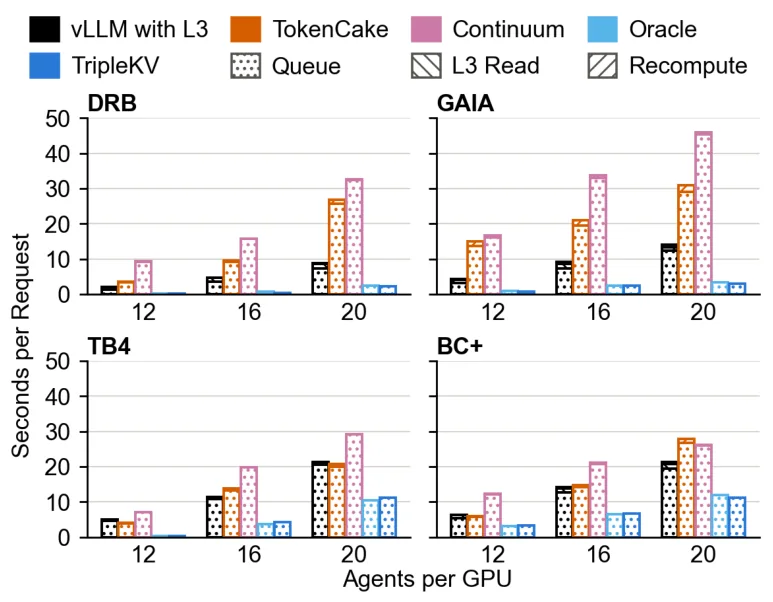 vLLM with L3 TokenCake Continuum Oracle
TripleKV Queue L3 Read Recompute
DRB
GAIA
50
40
30
20
10
0
12 16 20
12 16 20
TB4
BC+
50
40
30
20
10
0
12 16 20
12 16 20
Seconds per Request
Agents per GPU